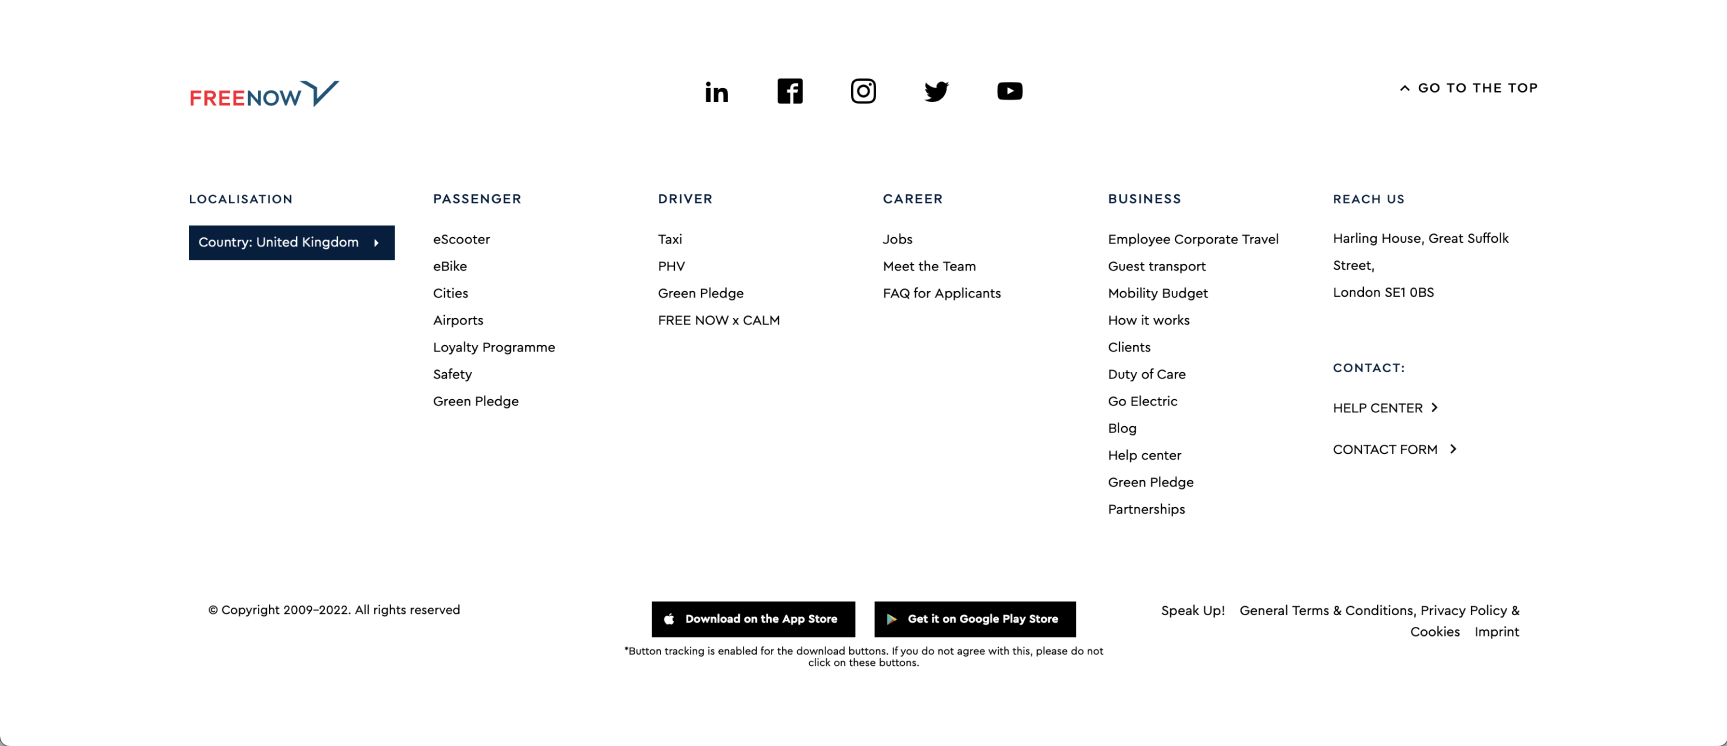 FREENOW
GO TO THE TOP
LOCALISATION
Country: United Kingdom
PASSENGER
eScooter
eBike
Cities
Airports
Loyalty Programme
Safety
Green Pledge
DRIVER
Taxi
PHV
Green Pledge
FREE NOW x CALM
CAREER
Jobs
Meet the Team
FAQ for Applicants
BUSINESS
Employee Corporate Travel
Guest transport
Mobility Budget
How it works
Clients
Duty of Care
Go Electric
Blog
Help center
Green Pledge
Partnerships
REACH US
Harling House, Great Suffolk
Street,
London SE1 0BS
CONTACT:
HELP CENTER
CONTACT FORM
© Copyright 2009-2022. All rights reserved
Download on the App Store
Get it on Google Play Store
*Button tracking is enabled for the download buttons. If you do not agree with this, please do not
click on these buttons.
Speak Up! General Terms & Conditions, Privacy Policy &
Cookies Imprint